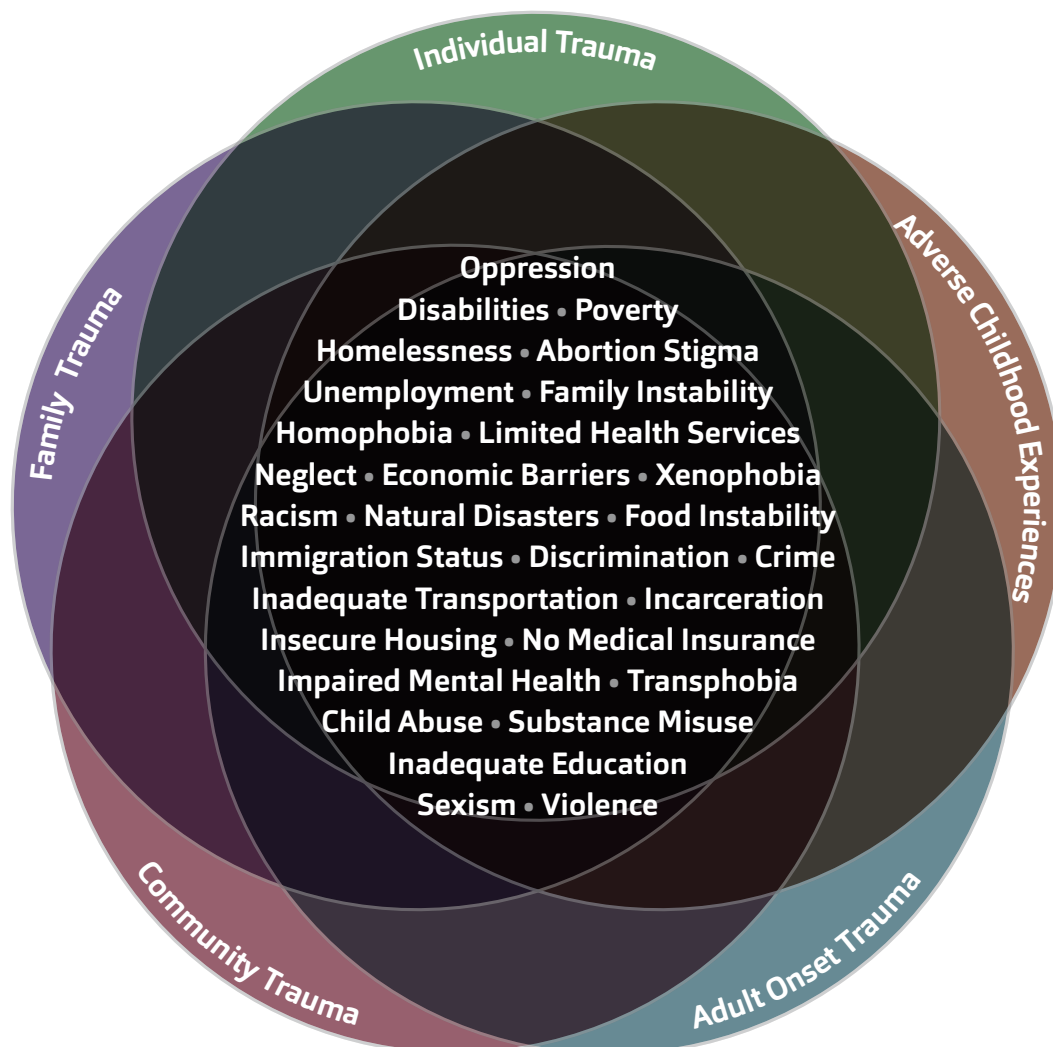 Individual Trauma
Adverse Childhood Experiences
Family Trauma
Oppression
Disabilities • Poverty
Homelessness • Abortion Stigma
Unemployment • Family Instability
Homophobia • Limited Health Services
Neglect • Economic Barriers • Xenophobia
Racism • Natural Disasters • Food Instability
Immigration Status • Discrimination • Crime
Inadequate Transportation • Incarceration
Insecure Housing • No Medical Insurance
Impaired Mental Health • Transphobia
Child Abuse • Substance Misuse
Inadequate Education
Sexism • Violence
Community Trauma
Adult Onset Trauma